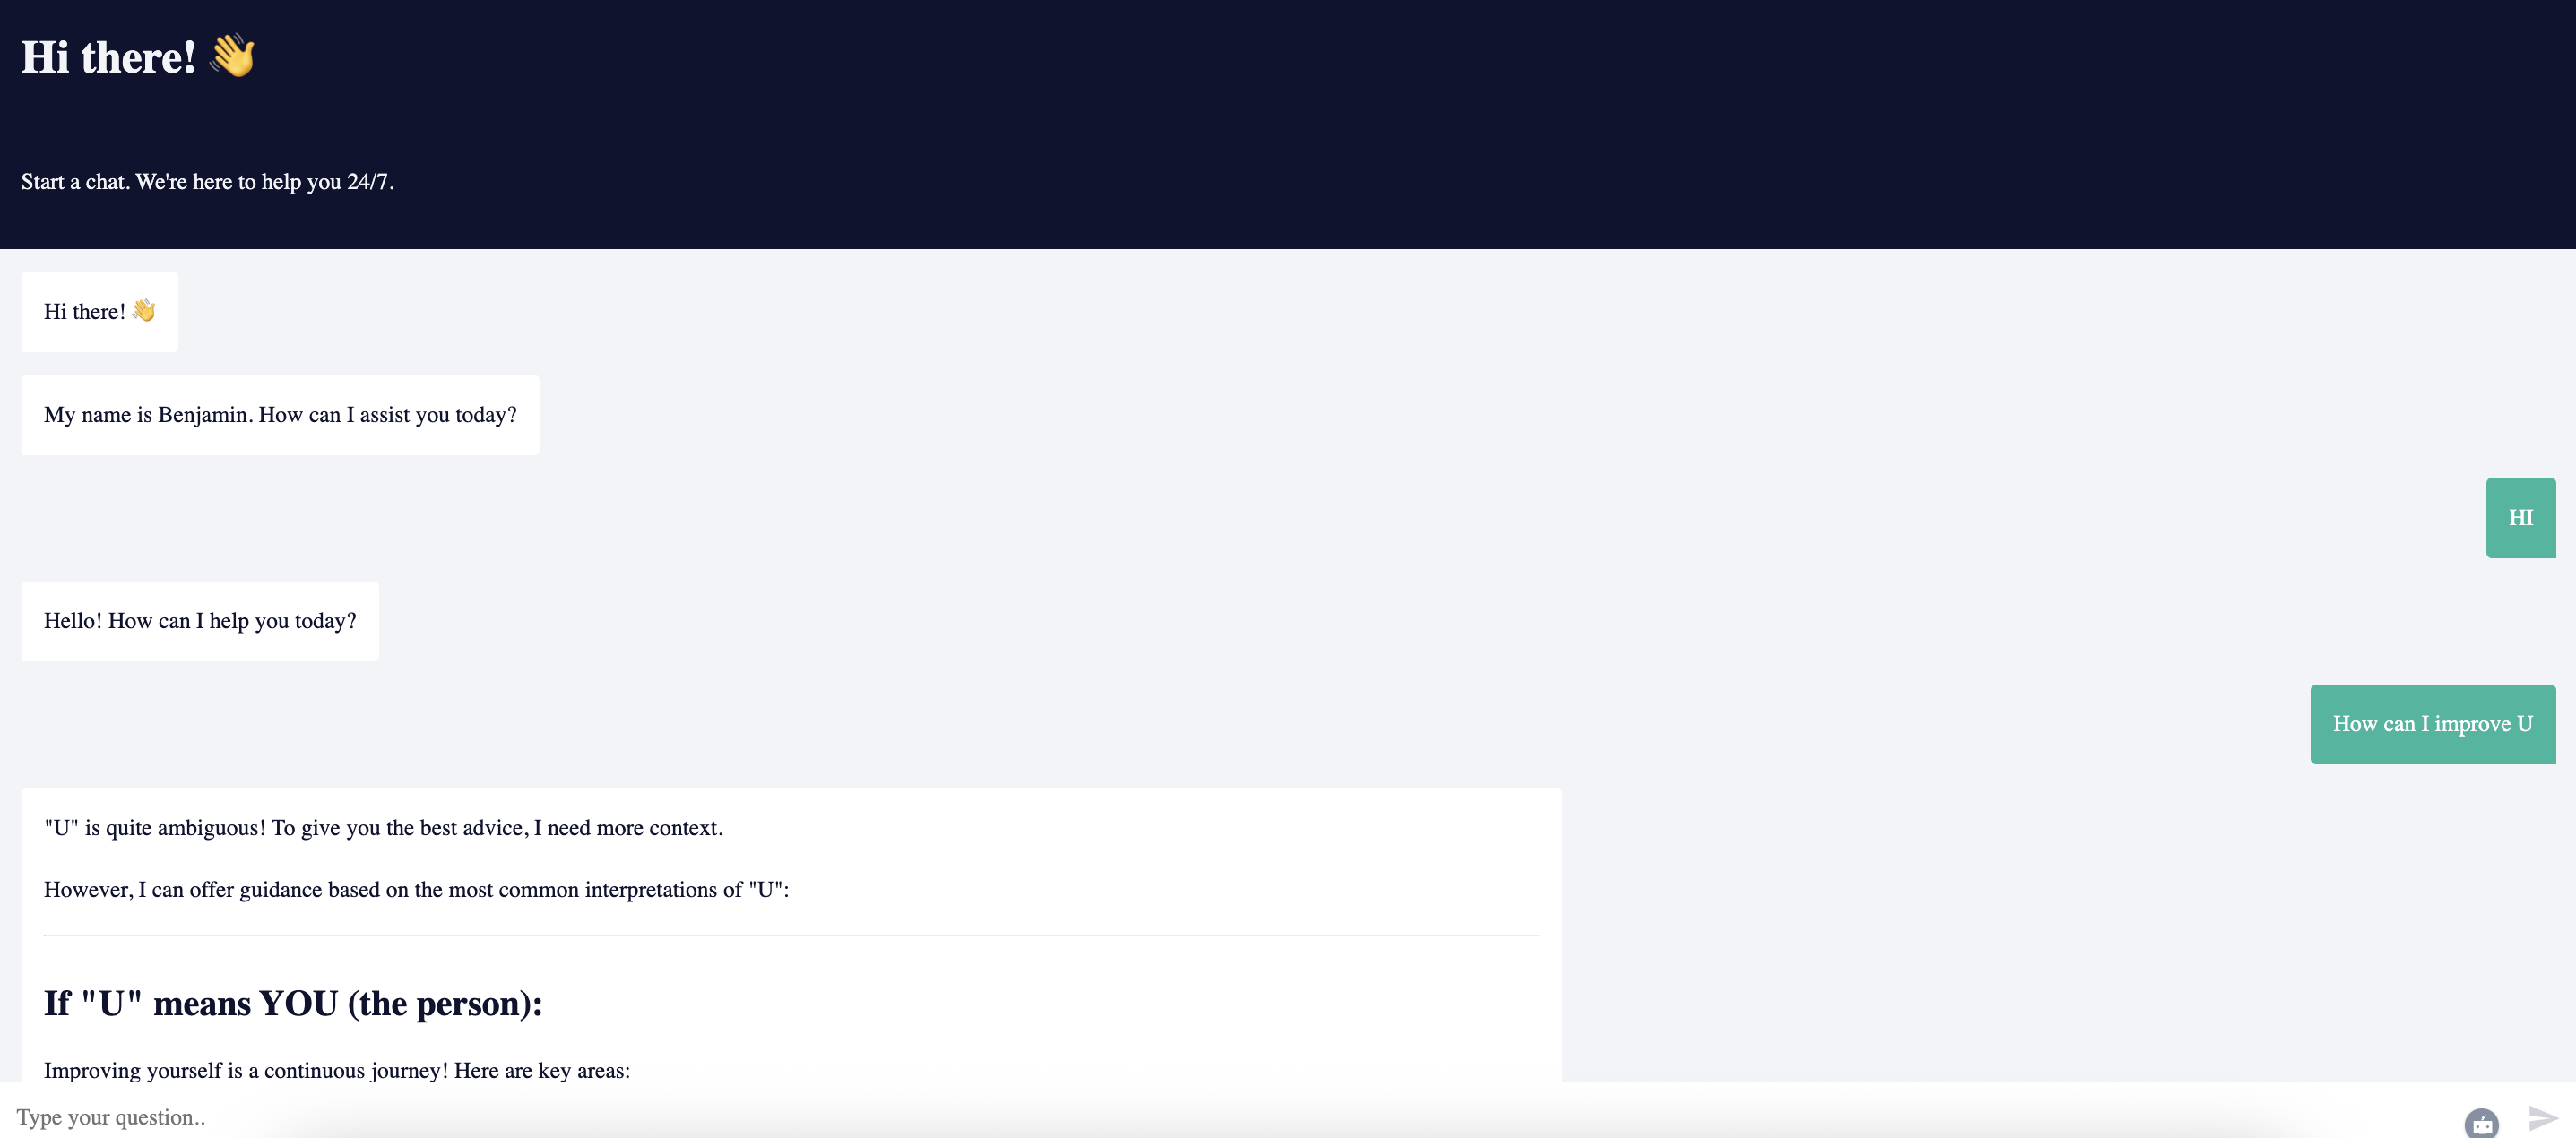 Hi there! 👋
Start a chat. We're here to help you 24/7.
Hi there! 👋
My name is Benjamin. How can I assist you today?
HI
Hello! How can I help you today?
How can I improve U
"U" is quite ambiguous! To give you the best advice, I need more context.
However, I can offer guidance based on the most common interpretations of "U":
If "U" means YOU (the person):
Improving yourself is a continuous journey! Here are key areas:
Type your question..